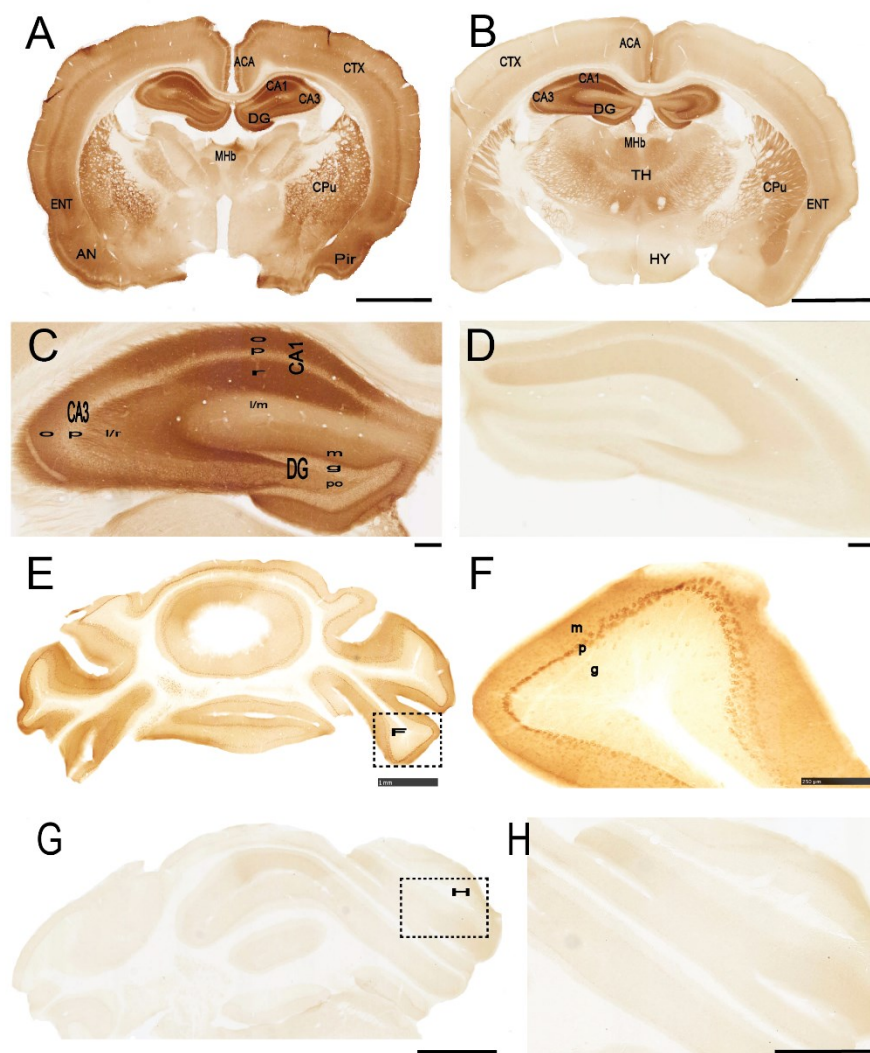 A
ACA
CTX
CA1
CA3
DG
MHb
CPu
ENT
AN
Pir
B
ACA
CTX
CA1
CA3
DG
MHb
TH
CPu
ENT
HY
C
o
p
r
CA1
l/m
CA3
o p l/r
m
DG
g
po
D
E
F
1 mm
F
m
p
g
250 µm
G
H
H